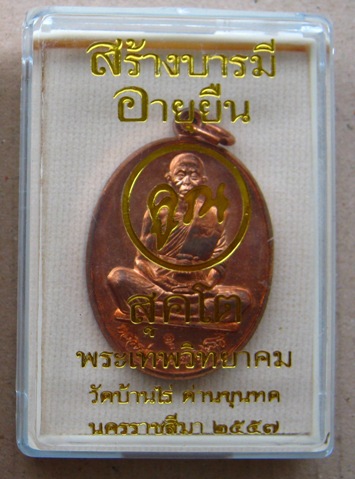 สร้างบารมี
อายุยืน
คูณ
สุคโต
พระเทพวิทยาคม
วัดบ้านไร่ ด่านขุนทด
นครราชสีมา ๒๕๕๗